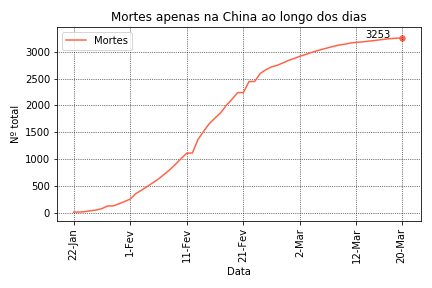 Mortes apenas na China ao longo dos dias
Mortes
3253
Nº total
3000
2500
2000
1500
1000
500
0
22-Jan
1-Fev
11-Fev
21-Fev
2-Mar
12-Mar
20-Mar
Data